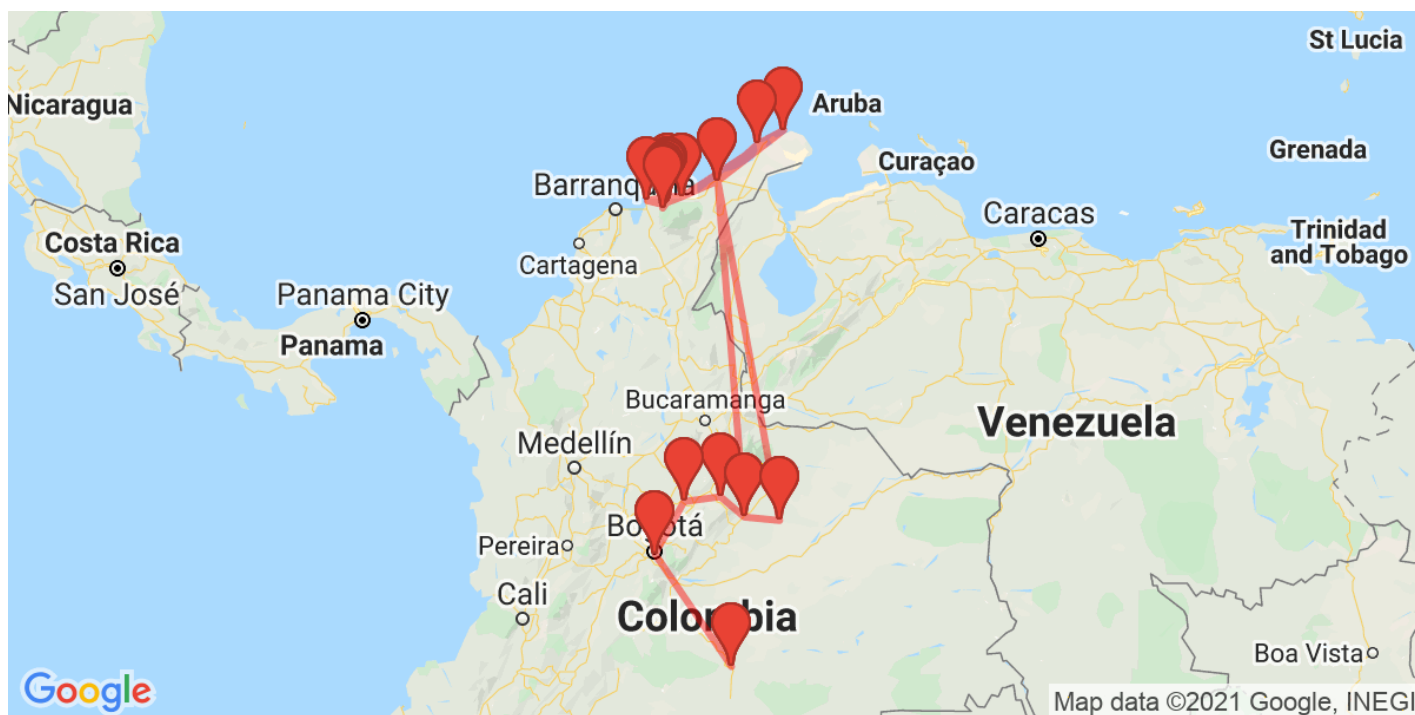 St Lucia
Nicaragua
Aruba
Grenada
Curaçao
Barranquilla
Caracas
Trinidad
and Tobago
Costa Rica
Cartagena
San José
Panama City
Panama
Bucaramanga
Venezuela
Medellín
Bogotá
Pereira
Cali
Colombia
Boa Vista
Google
Map data ©2021 Google, INEGI